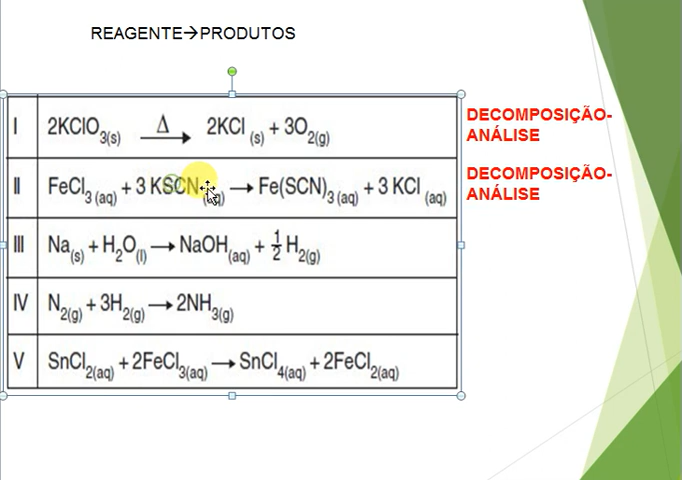 REAGENTE→PRODUTOS
I 2KClO3(s) Δ→ 2KCl (s) + 3O2(g) DECOMPOSIÇÃO-
ANÁLISE
II FeCl3 (aq) + 3 KSCN (aq) → Fe(SCN)3 (aq) + 3 KCl (aq) DECOMPOSIÇÃO-
ANÁLISE
III Na(s) + H2O(l) → NaOH(aq) + 1/2 H2(g)
IV N2(g) + 3H2(g) → 2NH3(g)
V SnCl2(aq) + 2FeCl3(aq) → SnCl4(aq) + 2FeCl2(aq)